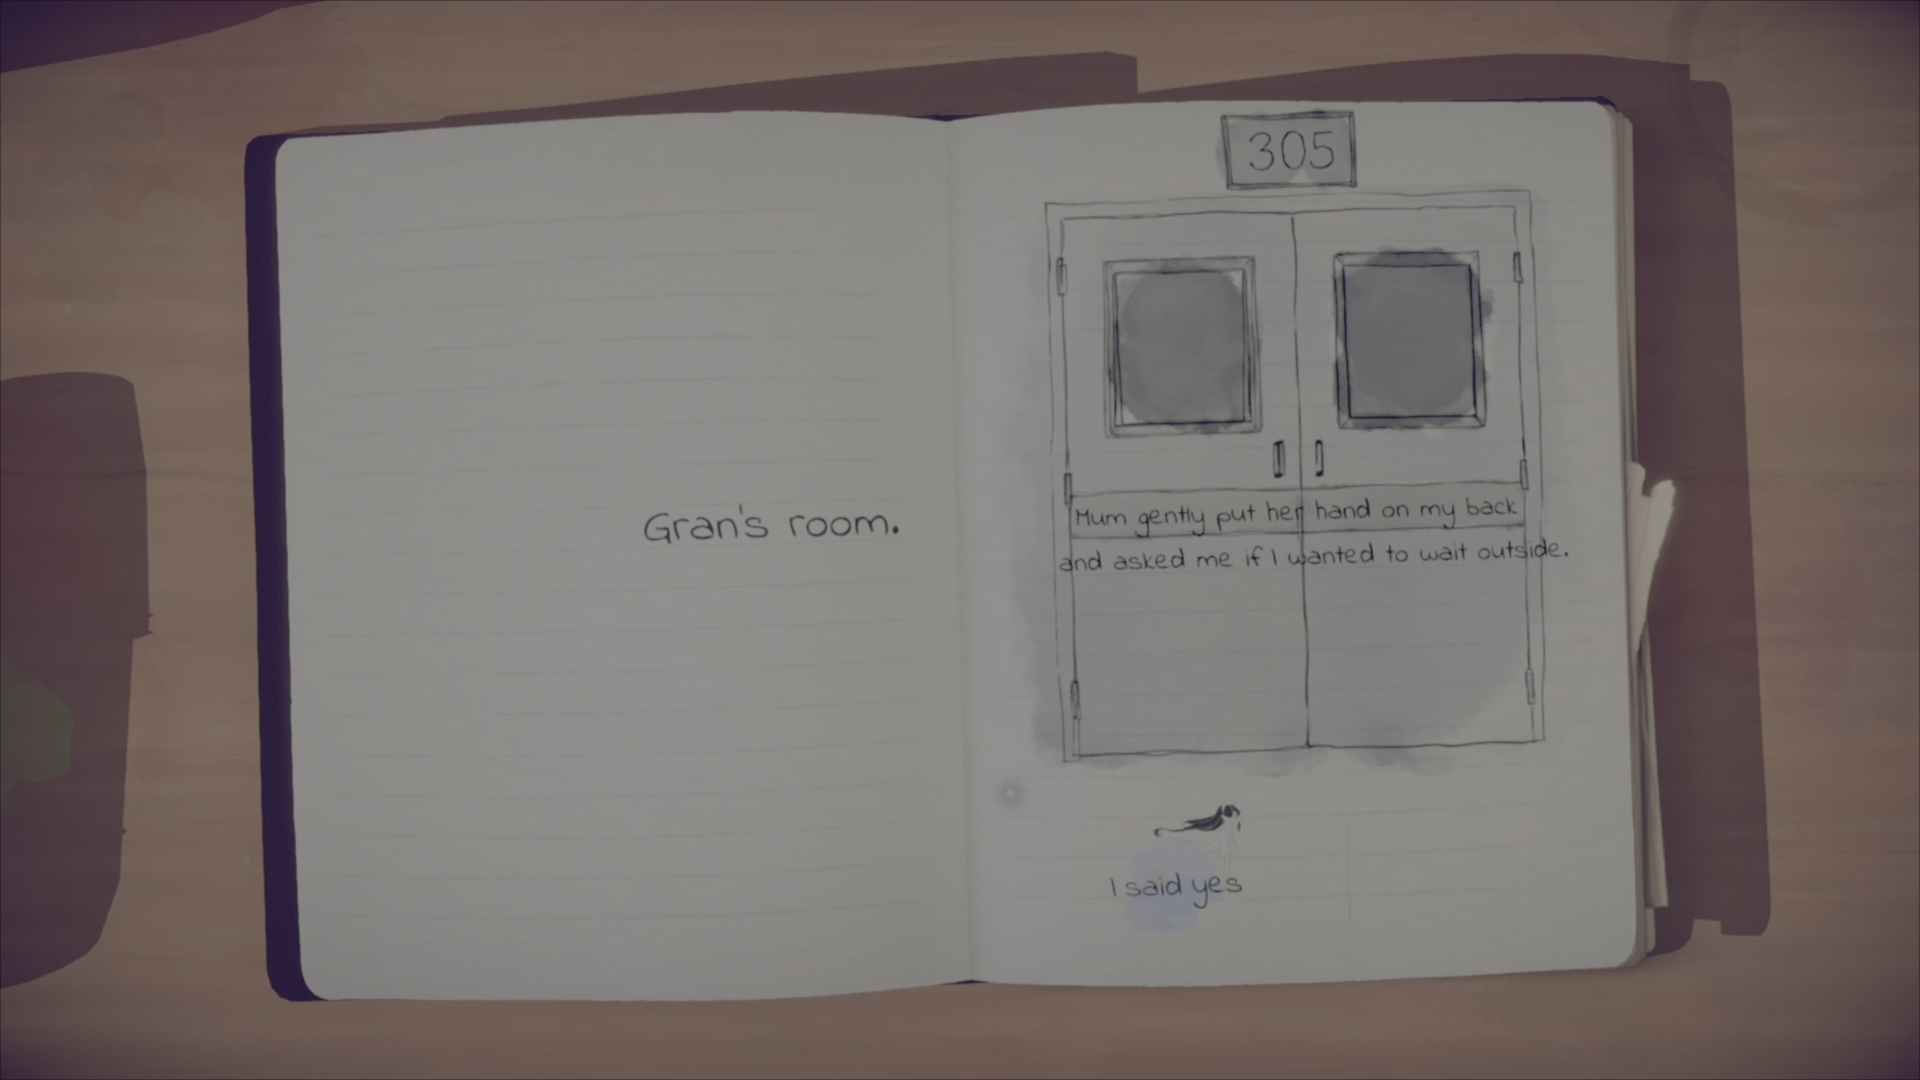 Gran's room.
305
Mum gently put her hand on my back
and asked me if I wanted to wait outside.
I said yes